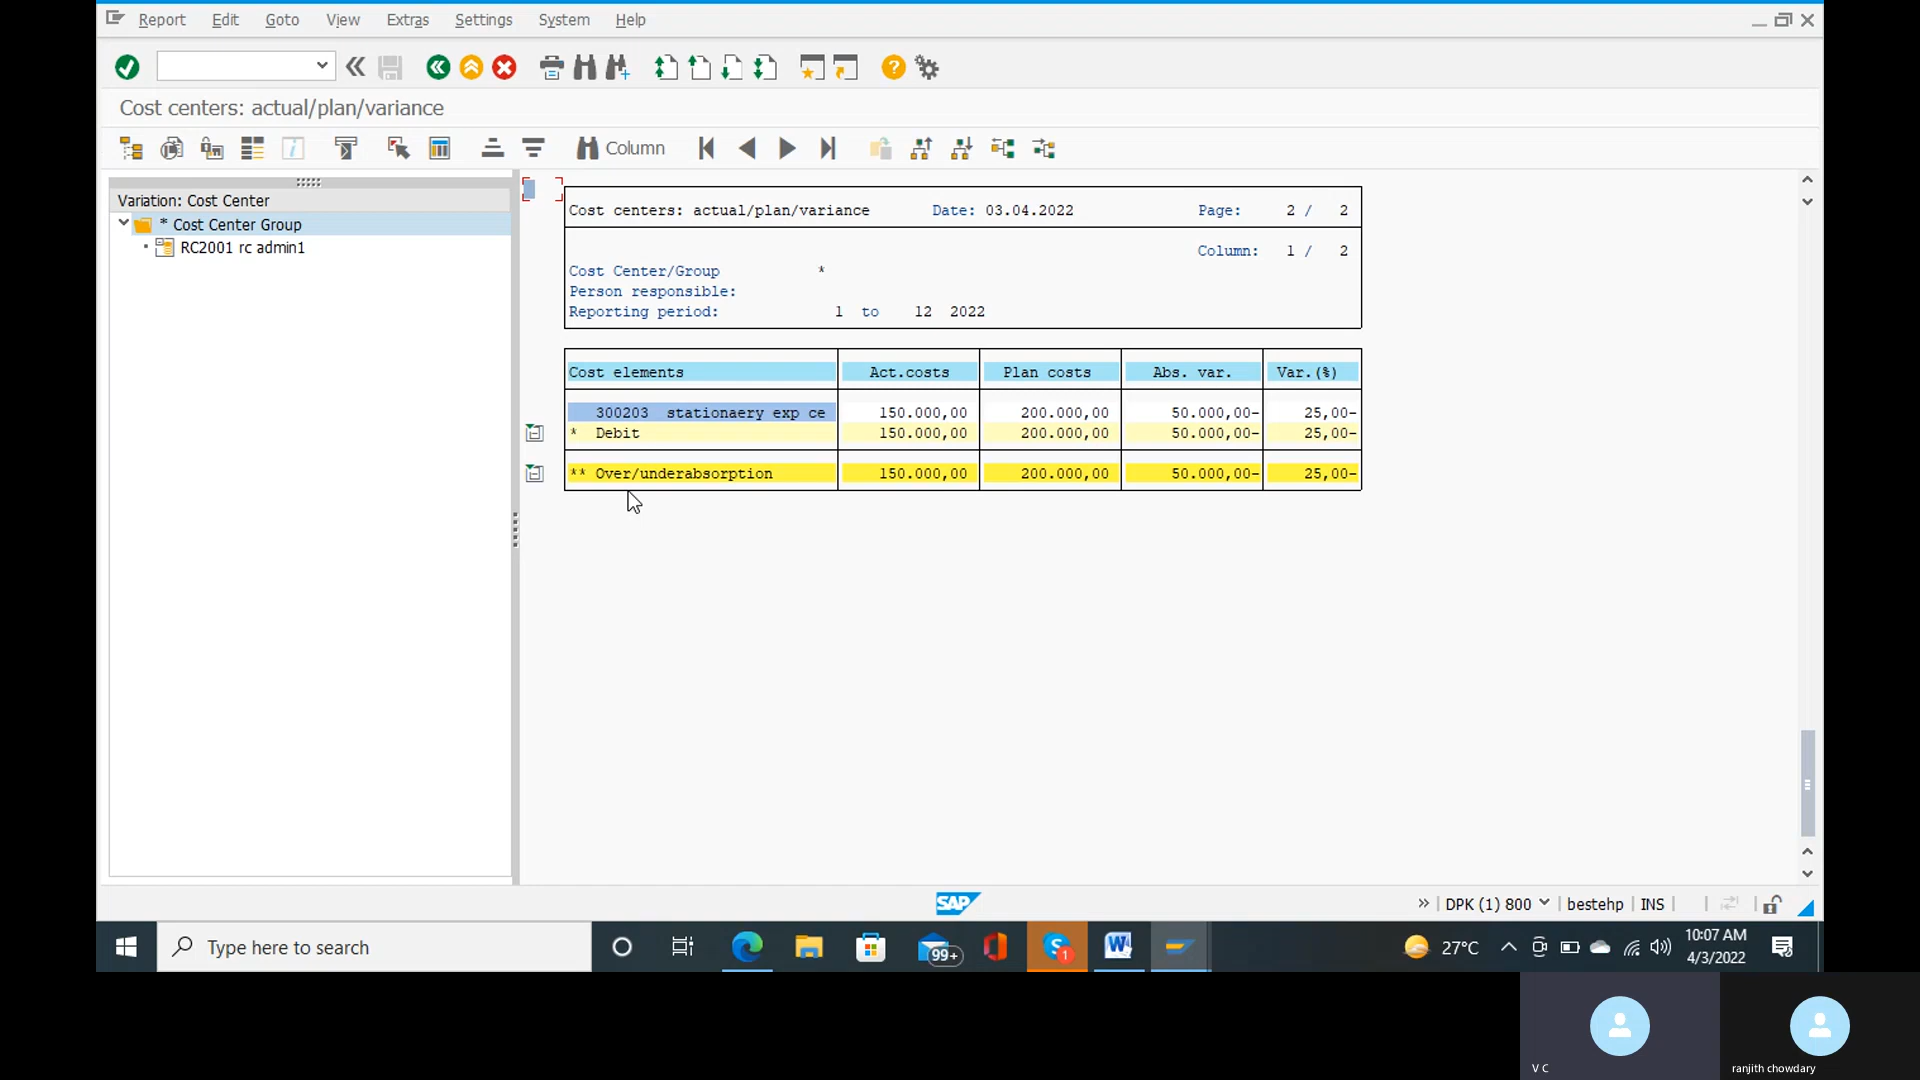 Report Edit Goto View Extras Settings System Help
Cost centers: actual/plan/variance
Column
Variation: Cost Center
* Cost Center Group
RC2001 rc admin1
Cost centers: actual/plan/variance Date: 03.04.2022 Page: 2 / 2
Column: 1 / 2
Cost Center/Group *
Person responsible:
Reporting period: 1 to 12 2022
Cost elements Act.costs Plan costs Abs. var. Var.(%)
300203 stationaery exp ce 150.000,00 200.000,00 50.000,00- 25,00-
* Debit 150.000,00 200.000,00 50.000,00- 25,00-
** Over/underabsorption 150.000,00 200.000,00 50.000,00- 25,00-
SAP
DPK (1) 800 bestehp INS
Type here to search
99+
1
27°C
10:07 AM
4/3/2022
V C
ranjith chowdary